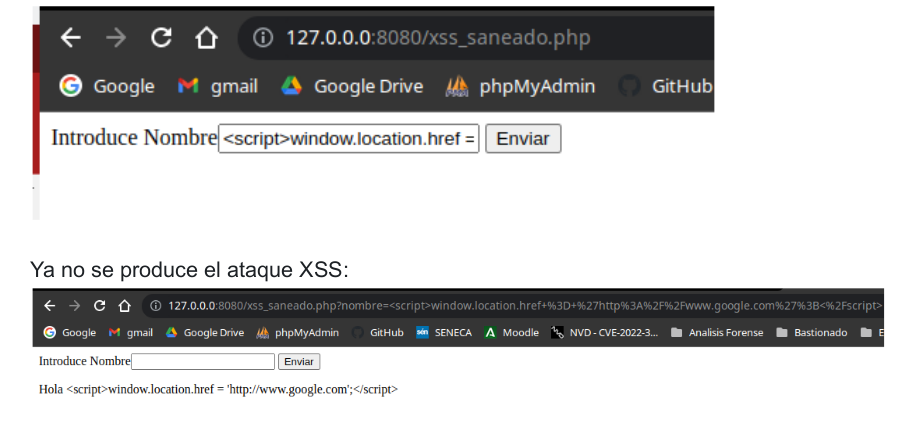 127.0.0.0:8080/xss_saneado.php
Google gmail Google Drive phpMyAdmin GitHub
Introduce Nombre <script>window.location.href = Enviar
Ya no se produce el ataque XSS:
127.0.0.0:8080/xss_saneado.php?nombre=<script>window.location.href+%3D+%27http%3A%2F%2Fwww.google.com%27%3B<%2Fscript>
Google gmail Google Drive phpMyAdmin GitHub sén SENECA Moodle NVD - CVE-2022-3... Analisis Forense Bastionado E
Introduce Nombre Enviar
Hola <script>window.location.href = 'http://www.google.com';</script>